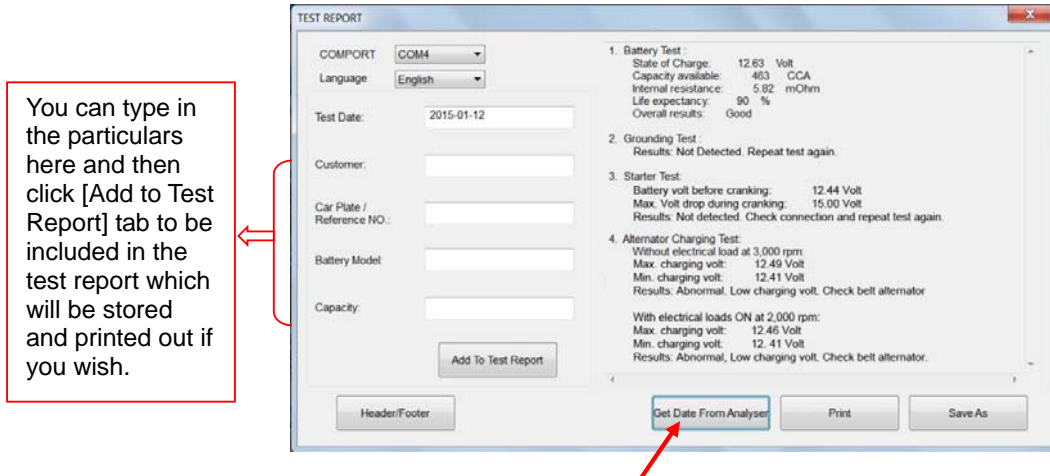 TEST REPORT
You can type in
the particulars
here and then
click [Add to Test
Report] tab to be
included in the
test report which
will be stored
and printed out if
you wish.
COMPORT COM4
Language English
Test Date: 2015-01-12
Customer:
Car Plate /
Reference NO.:
Battery Model:
Capacity:
Add To Test Report
1. Battery Test :
State of Charge: 12.63 Volt
Capacity available: 463 CCA
Internal resistance: 5.82 mOhm
Life expectancy: 90 %
Overall results: Good
2. Grounding Test :
Results: Not Detected. Repeat test again.
3. Starter Test:
Battery volt before cranking: 12.44 Volt
Max. Volt drop during cranking: 15.00 Volt
Results: Not detected. Check connection and repeat test again.
4. Alternator Charging Test:
Without electrical load at 3,000 rpm:
Max. charging volt: 12.49 Volt
Min. charging volt: 12.41 Volt
Results: Abnormal. Low charging volt. Check belt alternator
With electrical loads ON at 2,000 rpm:
Max. charging volt: 12.46 Volt
Min. charging volt: 12. 41 Volt
Results: Abnormal, Low charging volt. Check belt alternator.
Header/Footer
Get Date From Analyser
Print
Save As